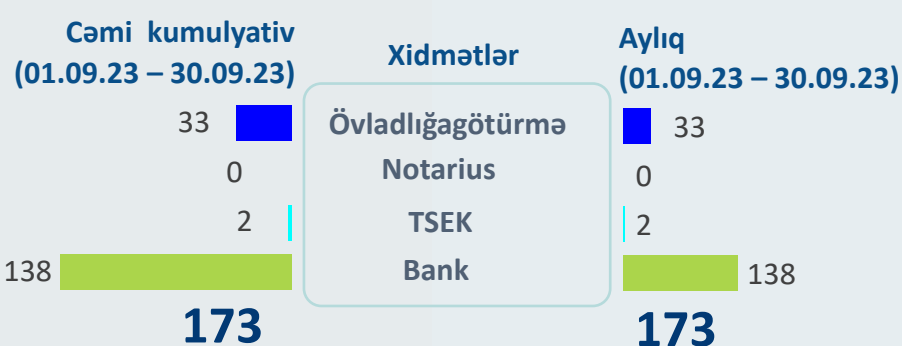 Cəmi kumulyativ
(01.09.23 – 30.09.23)
Xidmətlər
Aylıq
(01.09.23 – 30.09.23)
33
Övladlığagötürmə
33
0
Notarius
0
2
TSEK
2
138
Bank
138
173
173